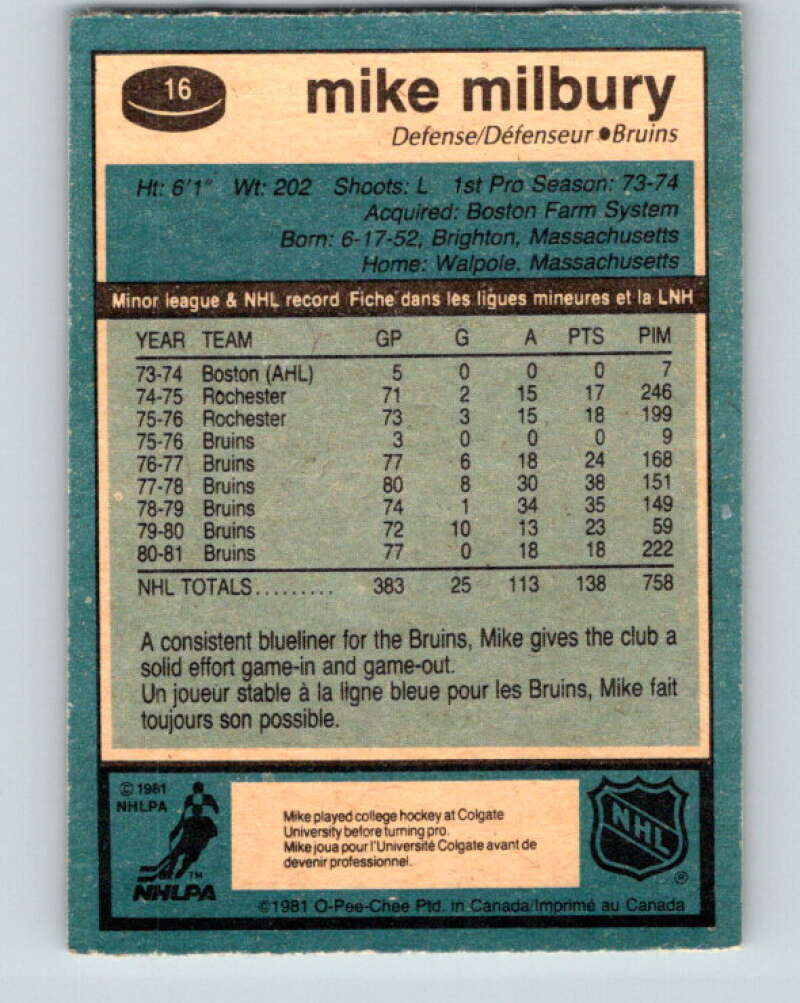 16
mike milbury
Defense/Défenseur ●Bruins
Ht: 6'1" Wt: 202 Shoots: L 1st Pro Season: 73-74
Acquired: Boston Farm System
Born: 6-17-52, Brighton, Massachusetts
Home: Walpole, Massachusetts
Minor league & NHL record Fiche dans les ligues mineures et la LNH
YEAR TEAM GP G A PTS PIM
73-74 Boston (AHL) 5 0 0 0 7
74-75 Rochester 71 2 15 17 246
75-76 Rochester 73 3 15 18 199
75-76 Bruins 3 0 0 0 9
76-77 Bruins 77 6 18 24 168
77-78 Bruins 80 8 30 38 151
78-79 Bruins 74 1 34 35 149
79-80 Bruins 72 10 13 23 59
80-81 Bruins 77 0 18 18 222
NHL TOTALS......... 383 25 113 138 758
A consistent blueliner for the Bruins, Mike gives the club a
solid effort game-in and game-out.
Un joueur stable à la ligne bleue pour les Bruins, Mike fait
toujours son possible.
© 1981
NHLPA
TM
NHLPA
Mike played college hockey at Colgate
University before turning pro.
Mike joua pour l'Université Colgate avant de
devenir professionnel.
NHL
®
©1981 O-Pee-Chee Ptd. in Canada/Imprimé au Canada